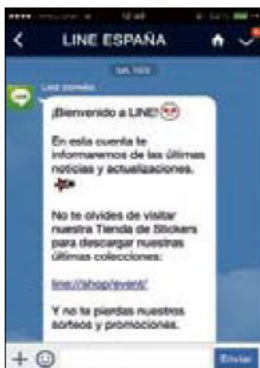 LINE ESPAÑA
¡Bienvenido a LINE!
En esta cuenta te
informaremos de las últimas
noticias y actualizaciones.
No te olvides de visitar
nuestra Tienda de Stickers
para descargar nuestras
últimas colecciones:
line://shop/event/
Y no te pierdas nuestros
sorteos y promociones.
Enviar